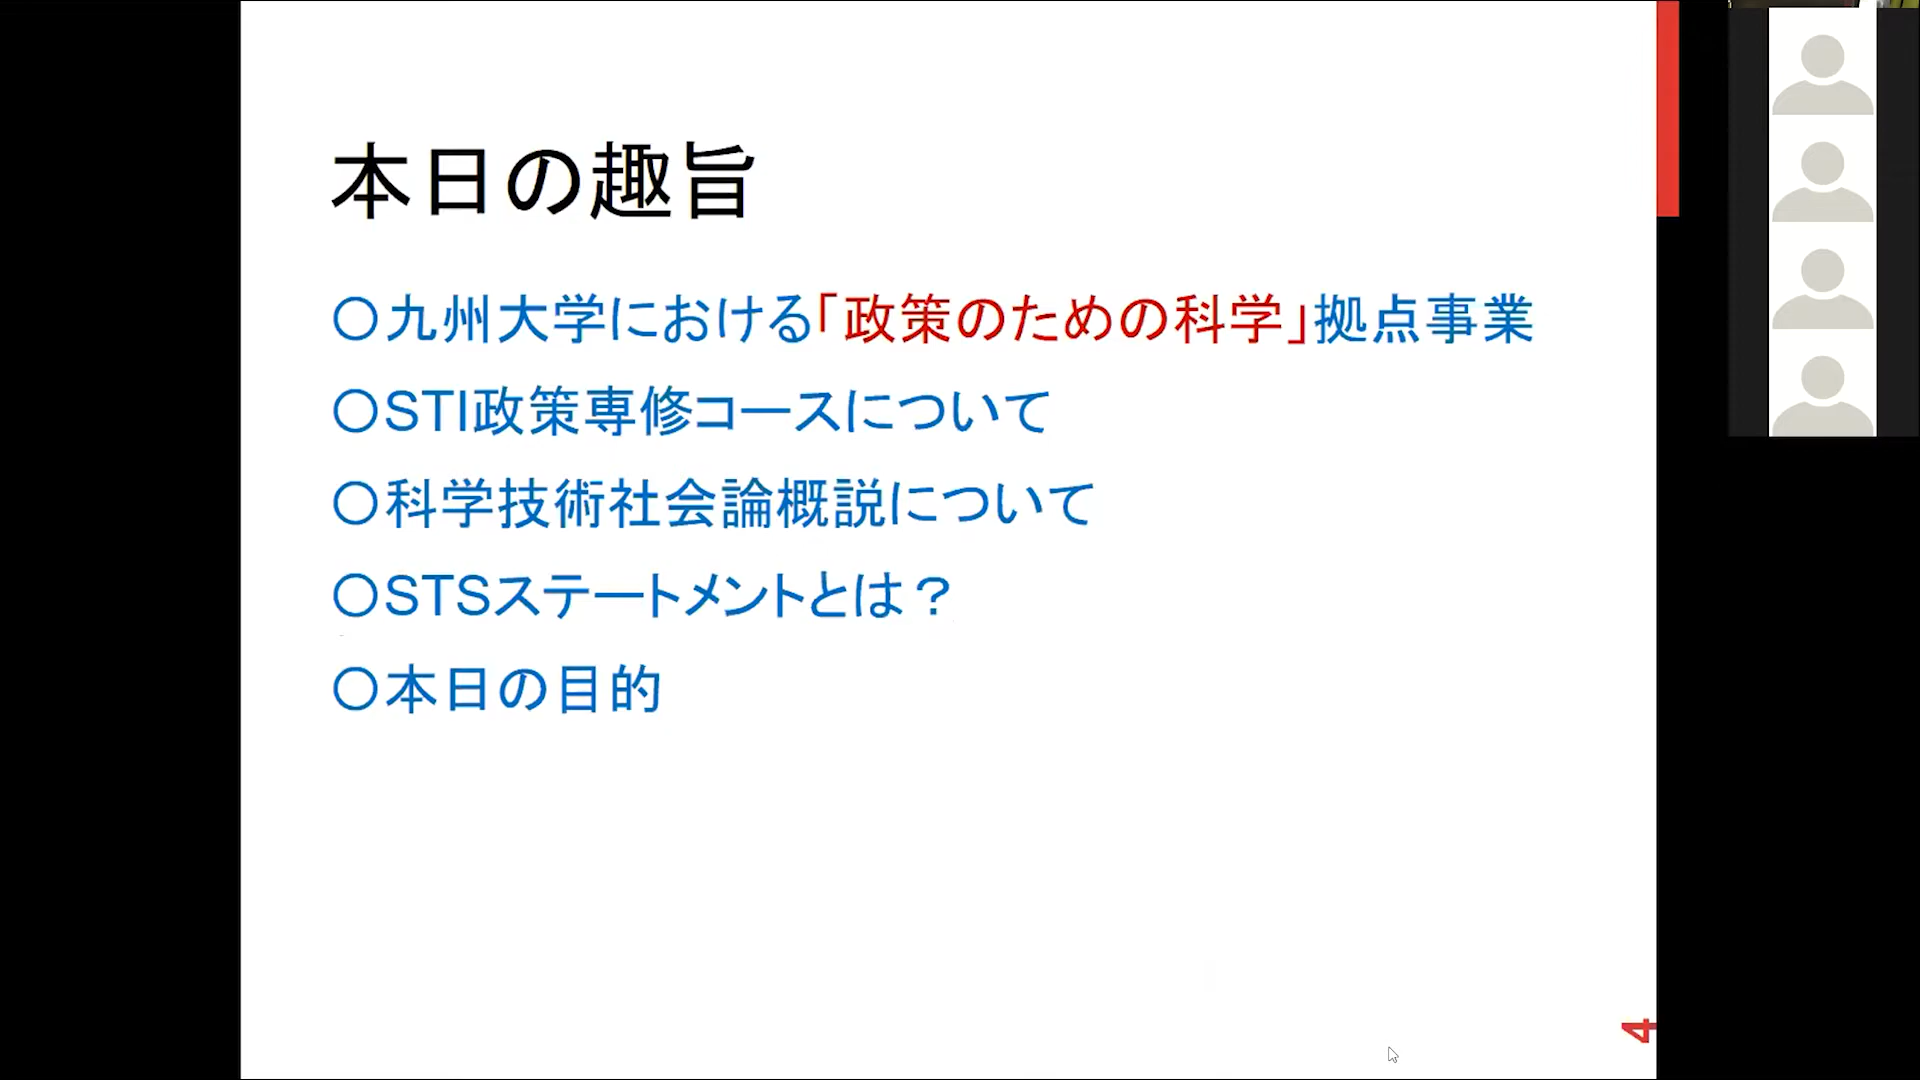 本日の趣旨
○九州大学における「政策のための科学」拠点事業
○STI政策専修コースについて
○科学技術社会論概説について
○STSステートメントとは？
○本日の目的
4